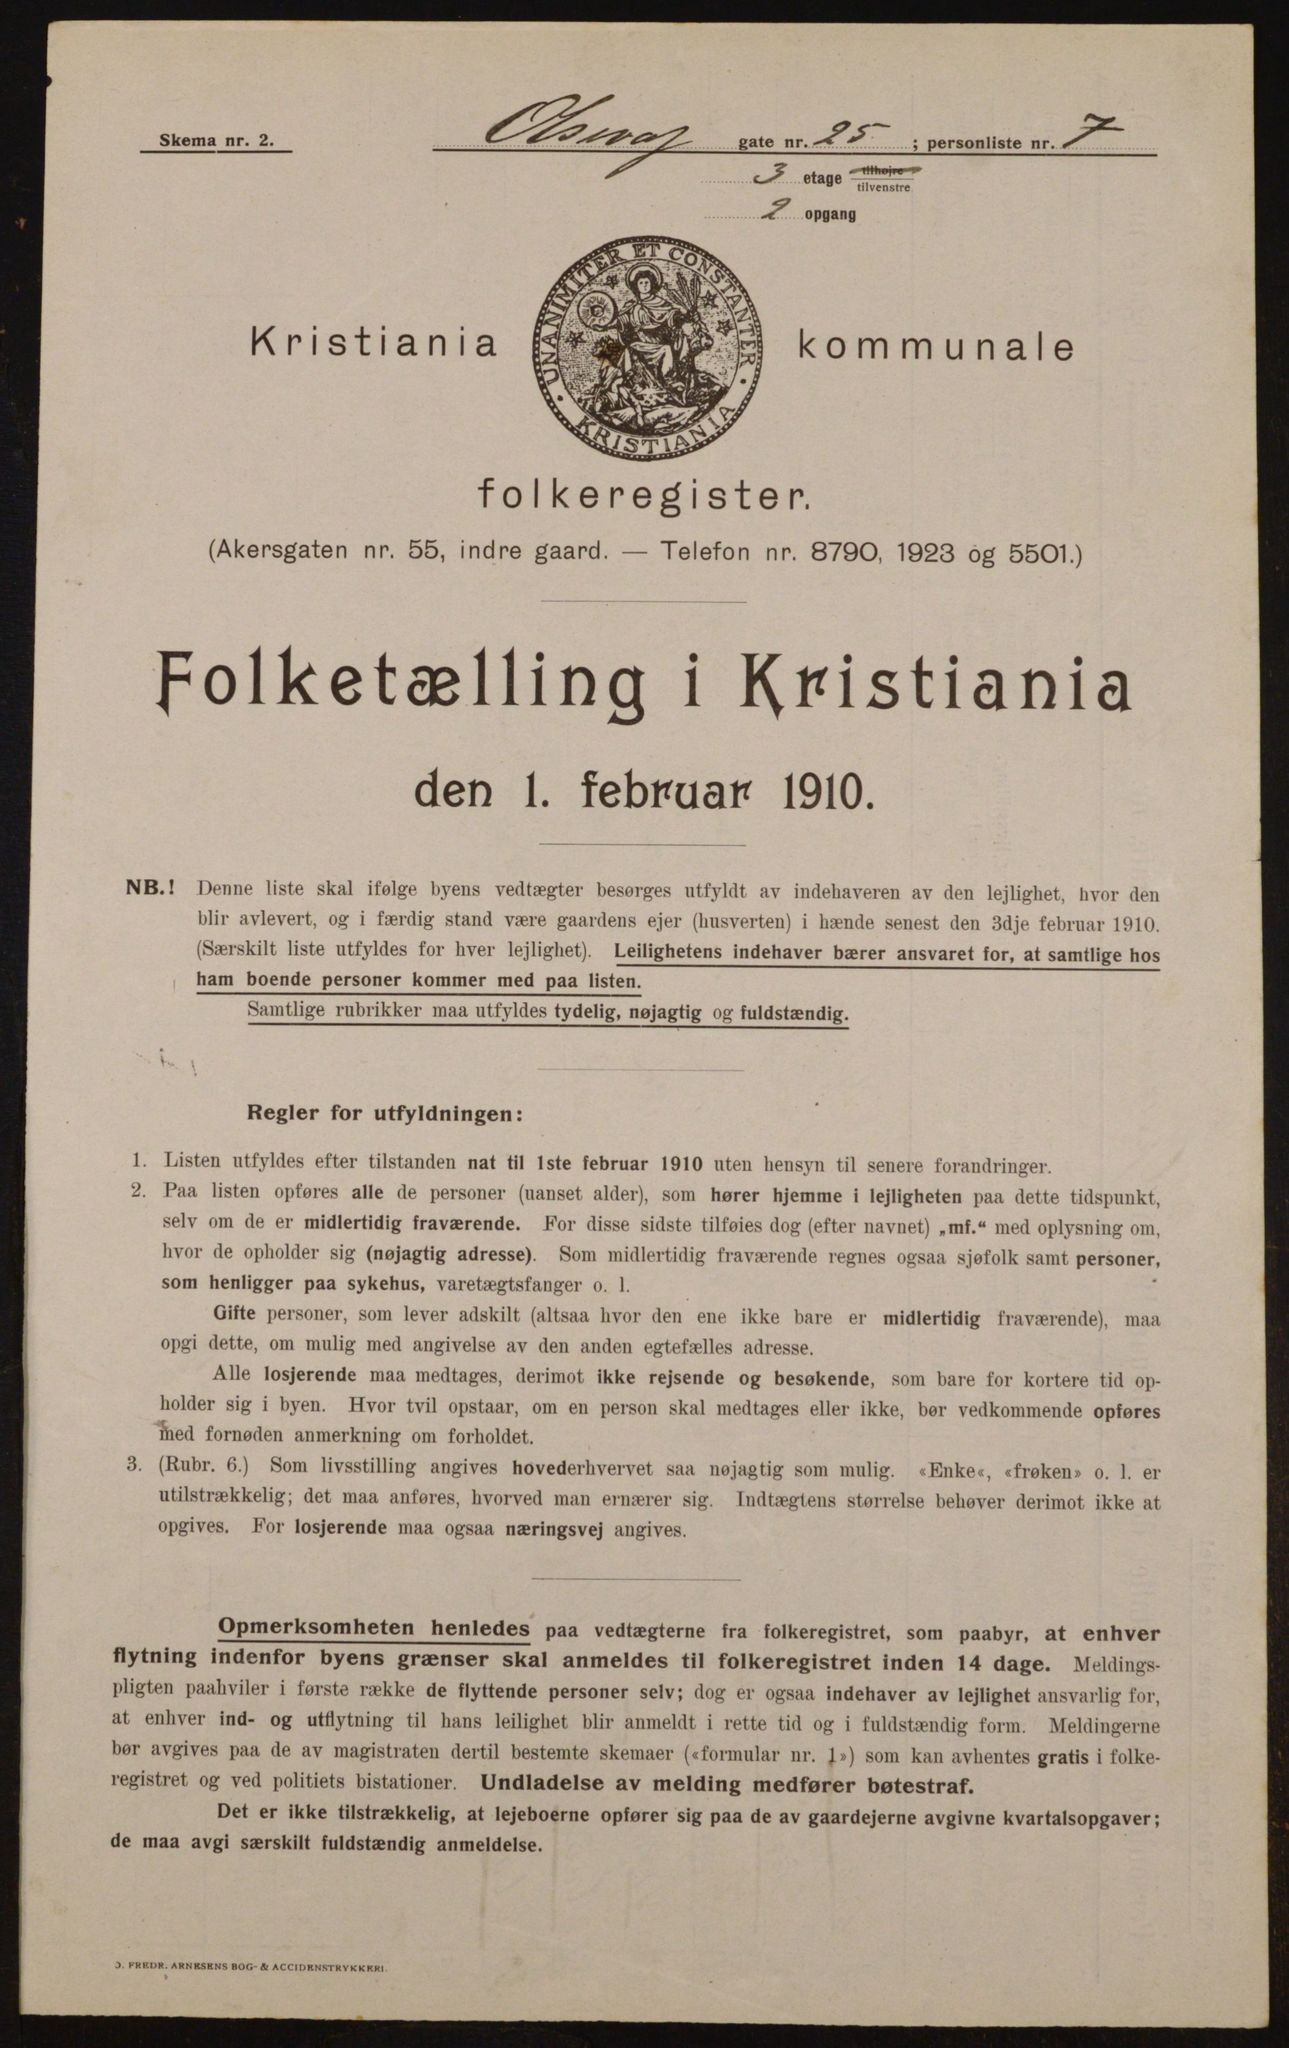 Skema nr. 2.
gate nr. 25 ; personliste nr. 7
3 etage tilhøjre
tilvenstre
2 opgang
UNANIMITER ET CONSTANTER
KRISTIANIA
Kristiania kommunale
folkeregister.
(Akersgaten nr. 55, indre gaard. — Telefon nr. 8790, 1923 og 5501.)
Folketælling i Kristiania
den 1. februar 1910.
NB.! Denne liste skal ifølge byens vedtægter besørges utfyldt av indehaveren av den lejlighet, hvor den
blir avlevert, og i færdig stand være gaardens ejer (husverten) i hænde senest den 3dje februar 1910.
(Særskilt liste utfyldes for hver lejlighet). Leilighetens indehaver bærer ansvaret for, at samtlige hos
ham boende personer kommer med paa listen.
Samtlige rubrikker maa utfyldes tydelig, nøjagtig og fuldstændig.
Regler for utfyldningen:
1. Listen utfyldes efter tilstanden nat til 1ste februar 1910 uten hensyn til senere forandringer.
2. Paa listen opføres alle de personer (uanset alder), som hører hjemme i lejligheten paa dette tidspunkt,
selv om de er midlertidig fraværende. For disse sidste tilføies dog (efter navnet) „mf.“ med oplysning om,
hvor de opholder sig (nøjagtig adresse). Som midlertidig fraværende regnes ogsaa sjøfolk samt personer,
som henligger paa sykehus, varetægtsfanger o. l.
Gifte personer, som lever adskilt (altsaa hvor den ene ikke bare er midlertidig fraværende), maa
opgi dette, om mulig med angivelse av den anden egtefælles adresse.
Alle losjerende maa medtages, derimot ikke rejsende og besøkende, som bare for kortere tid op-
holder sig i byen. Hvor tvil opstaar, om en person skal medtages eller ikke, bør vedkommende opføres
med fornøden anmerkning om forholdet.
3. (Rubr. 6.) Som livsstilling angives hovederhvervet saa nøjagtig som mulig. «Enke«, «frøken» o. l. er
utilstrækkelig; det maa anføres, hvorved man ernærer sig. Indtægtens størrelse behøver derimot ikke at
opgives. For losjerende maa ogsaa næringsvej angives.
Opmerksomheten henledes paa vedtægterne fra folkeregistret, som paabyr, at enhver
flytning indenfor byens grænser skal anmeldes til folkeregistret inden 14 dage. Meldings-
pligten paahviler i første række de flyttende personer selv; dog er ogsaa indehaver av lejlighet ansvarlig for,
at enhver ind- og utflytning til hans leilighet blir anmeldt i rette tid og i fuldstændig form. Meldingerne
bør avgives paa de av magistraten dertil bestemte skemaer («formular nr. 1») som kan avhentes gratis i folke-
registret og ved politiets bistationer. Undladelse av melding medfører bøtestraf.
Det er ikke tilstrækkelig, at lejeboerne opfører sig paa de av gaardejerne avgivne kvartalsopgaver;
de maa avgi særskilt fuldstændig anmeldelse.
O. FREDR. ARNESENS BOG- & ACCIDENSTRYKKERI.